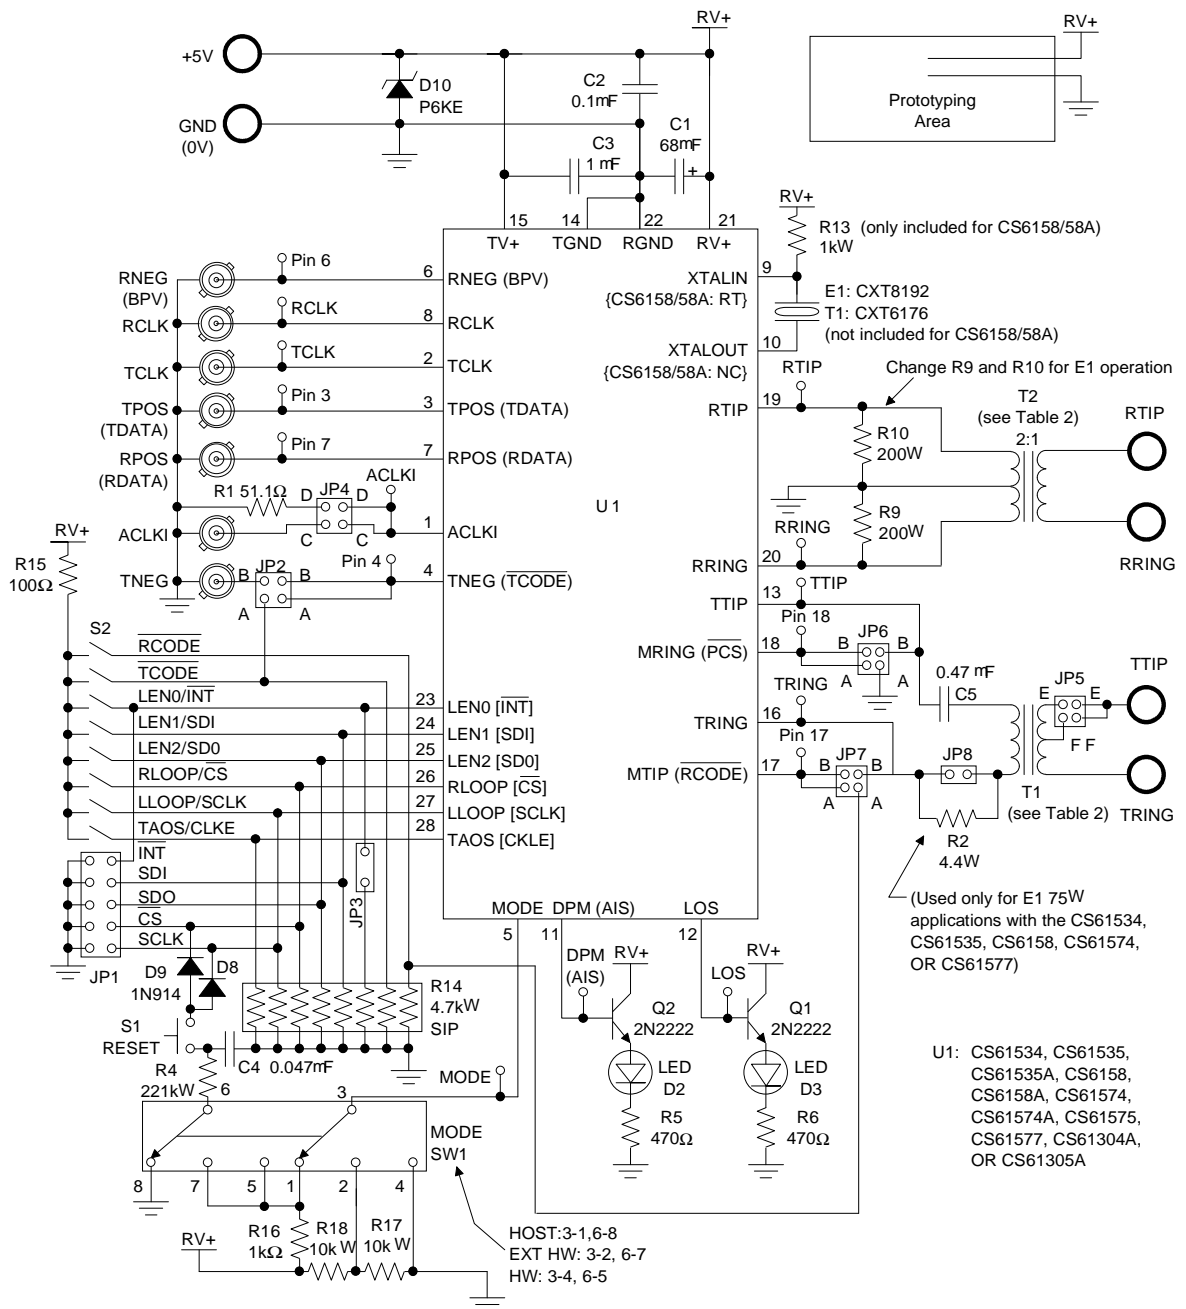 RV+
RV+
+5V
D10
P6KE
C2
0.1mF
Prototyping
Area
GND
(0V)
C1
68mF
+
C3
1 mF
RV+
15
14
22
21
R13 (only included for CS6158/58A)
1kW
TV+
TGND
RGND
RV+
Pin 6
RNEG
(BPV)
6
RNEG (BPV)
XTALIN
9
{CS6158/58A: RT}
E1: CXT8192
T1: CXT6176
(not included for CS6158/58A)
RCLK
RCLK
8
RCLK
XTALOUT
10
{CS6158/58A: NC}
TCLK
TCLK
2
TCLK
RTIP
Change R9 and R10 for E1 operation
Pin 3
TPOS
(TDATA)
3
TPOS (TDATA)
RTIP
19
T2
(see Table 2)
2:1
RTIP
R10
200W
Pin 7
RPOS
(RDATA)
7
RPOS (RDATA)
ACLKI
R1 51.1Ω
D
JP4
D
C
C
U1
R9
200W
RV+
ACLKI
1
ACLKI
RRING
RRING
20
RRING
R15
100Ω
TNEG
B
JP2
B
A
A
Pin 4
4
TNEG (TCODE)
TTIP
TTIP
13
Pin 18
S2
RCODE
MRING (PCS)
18
B
JP6
B
A
A
TCODE
0.47 mF
C5
TTIP
JP5
E
E
F F
LEN0/INT
23
LEN0 [INT]
TRING
LEN1/SDI
24
LEN1 [SDI]
TRING
16
Pin 17
LEN2/SD0
25
LEN2 [SD0]
MTIP (RCODE)
17
B
JP7
B
A
A
JP8
T1
(see Table 2)
TRING
RLOOP/CS
26
RLOOP [CS]
LLOOP/SCLK
27
LLOOP [SCLK]
TAOS/CLKE
28
TAOS [CKLE]
R2
4.4W
INT
SDI
SDO
CS
SCLK
JP1
JP3
(Used only for E1 75W
applications with the CS61534,
CS61535, CS6158, CS61574,
OR CS61577)
MODE
DPM (AIS)
LOS
5
11
12
D9
1N914
D8
R14
4.7kW
SIP
DPM
(AIS)
RV+
LOS
RV+
Q2
2N2222
Q1
2N2222
S1
RESET
C4
0.047mF
R4
221kW
LED
D2
LED
D3
U1: CS61534, CS61535,
CS61535A, CS6158,
CS6158A, CS61574,
CS61574A, CS61575,
CS61577, CS61304A,
OR CS61305A
MODE
6
3
R5
470Ω
R6
470Ω
MODE
SW1
8
7
5
1
2
4
R16
1kΩ
R18
10k W
R17
10k W
RV+
HOST:3-1,6-8
EXT HW: 3-2, 6-7
HW: 3-4, 6-5